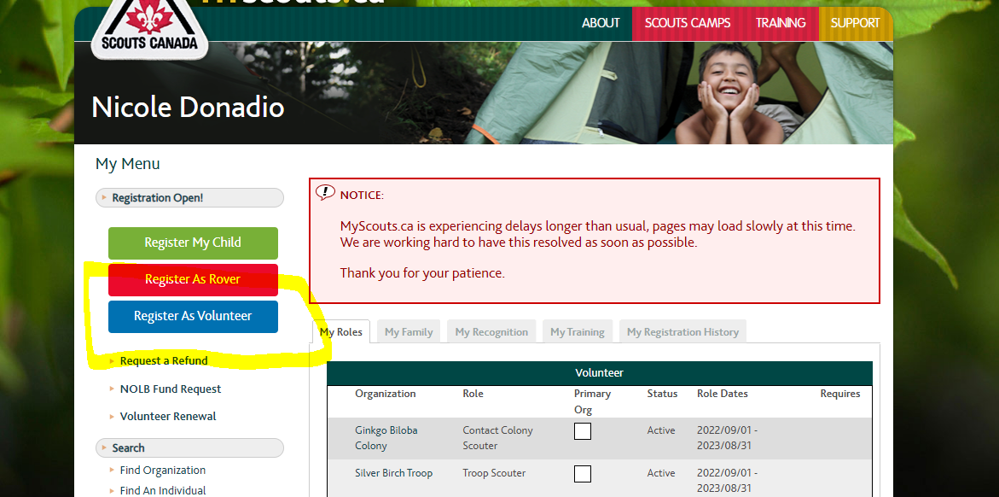 myscouts.ca
SCOUTS CANADA
ABOUT
SCOUTS CAMPS
TRAINING
SUPPORT
Nicole Donadio
My Menu
Registration Open!
Register My Child
Register As Rover
Register As Volunteer
Request a Refund
NOLB Fund Request
Volunteer Renewal
Search
Find Organization
Find An Individual
NOTICE:
MyScouts.ca is experiencing delays longer than usual, pages may load slowly at this time.
We are working hard to have this resolved as soon as possible.
Thank you for your patience.
My Roles
My Family
My Recognition
My Training
My Registration History
Volunteer
Organization Role Primary Status Role Dates Requires
Org
Ginkgo Biloba Contact Colony Active 2022/09/01 -
Colony Scouter 2023/08/31
Silver Birch Troop Troop Scouter Active 2022/09/01 -
2023/08/31